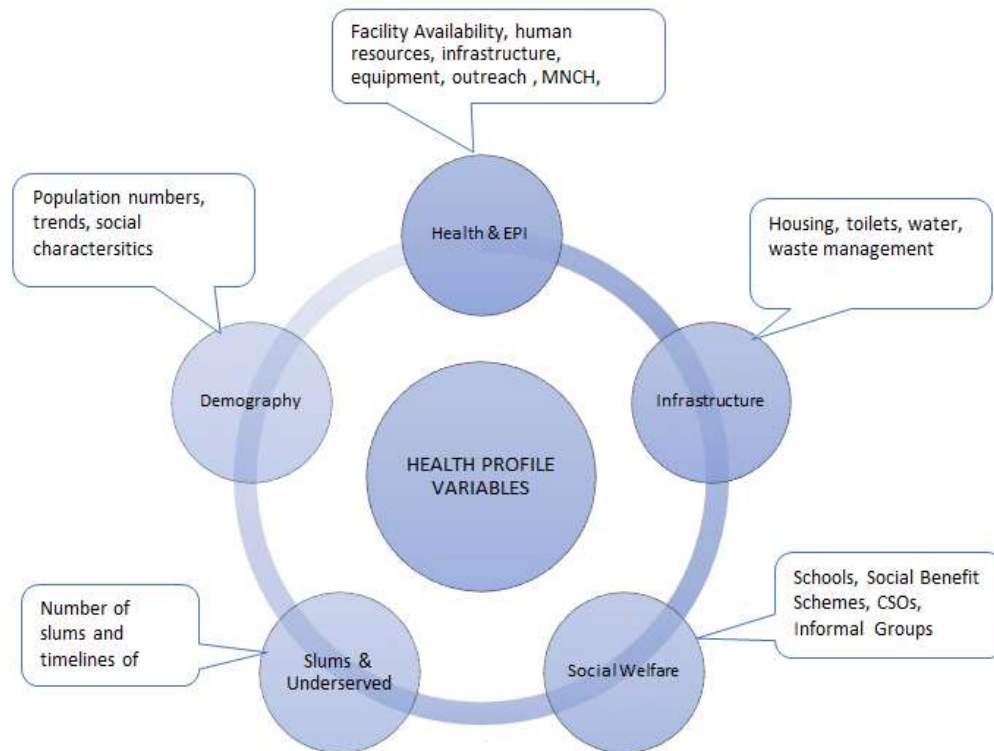 Facility Availability, human
resources, infrastructure,
equipment, outreach , MNCH,
Health & EPI
Population numbers,
trends, social
charactersitics
Housing, toilets, water,
waste management
Demography
Infrastructure
HEALTH PROFILE
VARIABLES
Number of
slums and
timelines of
Slums &
Underserved
Social Welfare
Schools, Social Benefit
Schemes, CSOs,
Informal Groups